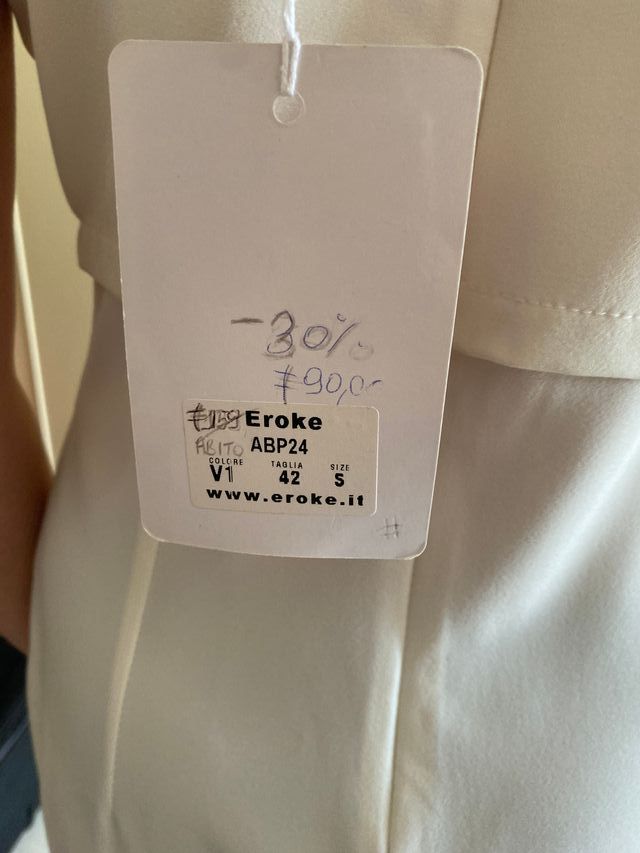 -30%
€90,00
€159 Eroke
ABITO ABP24
COLORE TAGLIA SIZE
V1 42 S
www.eroke.it
#